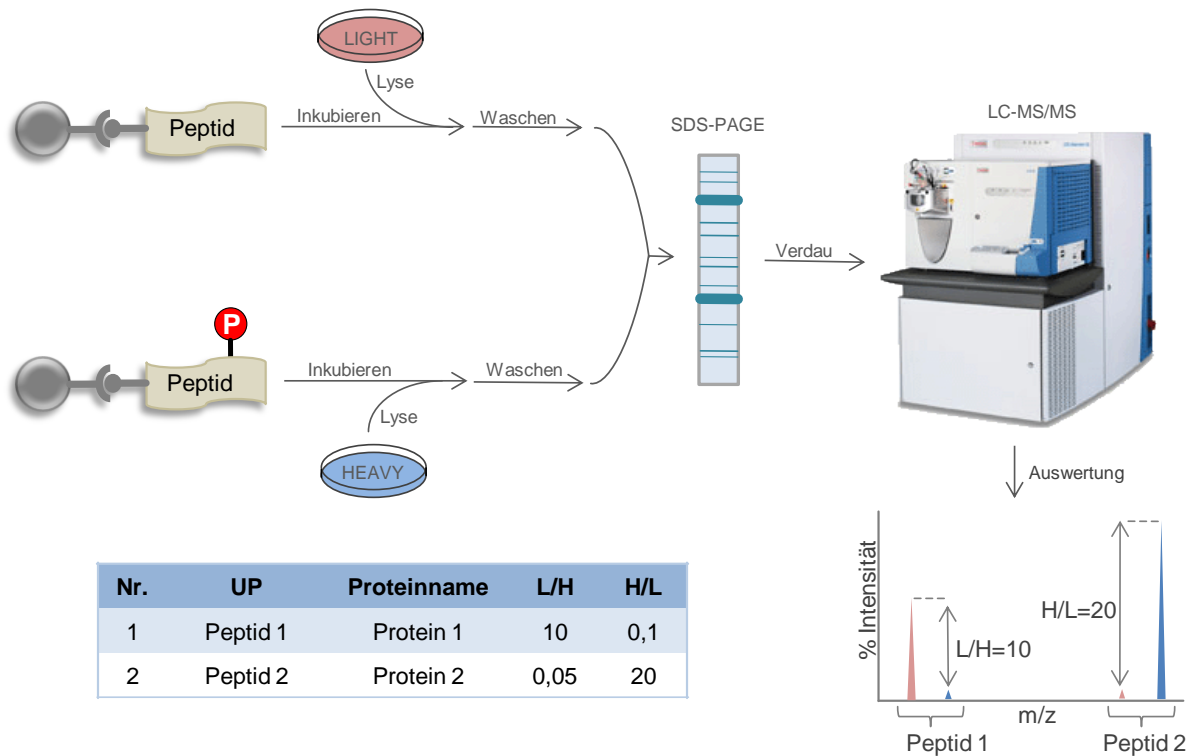 LIGHT
Lyse
Peptid
Inkubieren
Waschen
SDS-PAGE
LC-MS/MS
Verdau
P
Peptid
Inkubieren
Waschen
Lyse
HEAVY
Auswertung
Nr. UP Proteinname L/H H/L
1 Peptid 1 Protein 1 10 0,1
2 Peptid 2 Protein 2 0,05 20
% Intensität
H/L=20
L/H=10
m/z
Peptid 1
Peptid 2